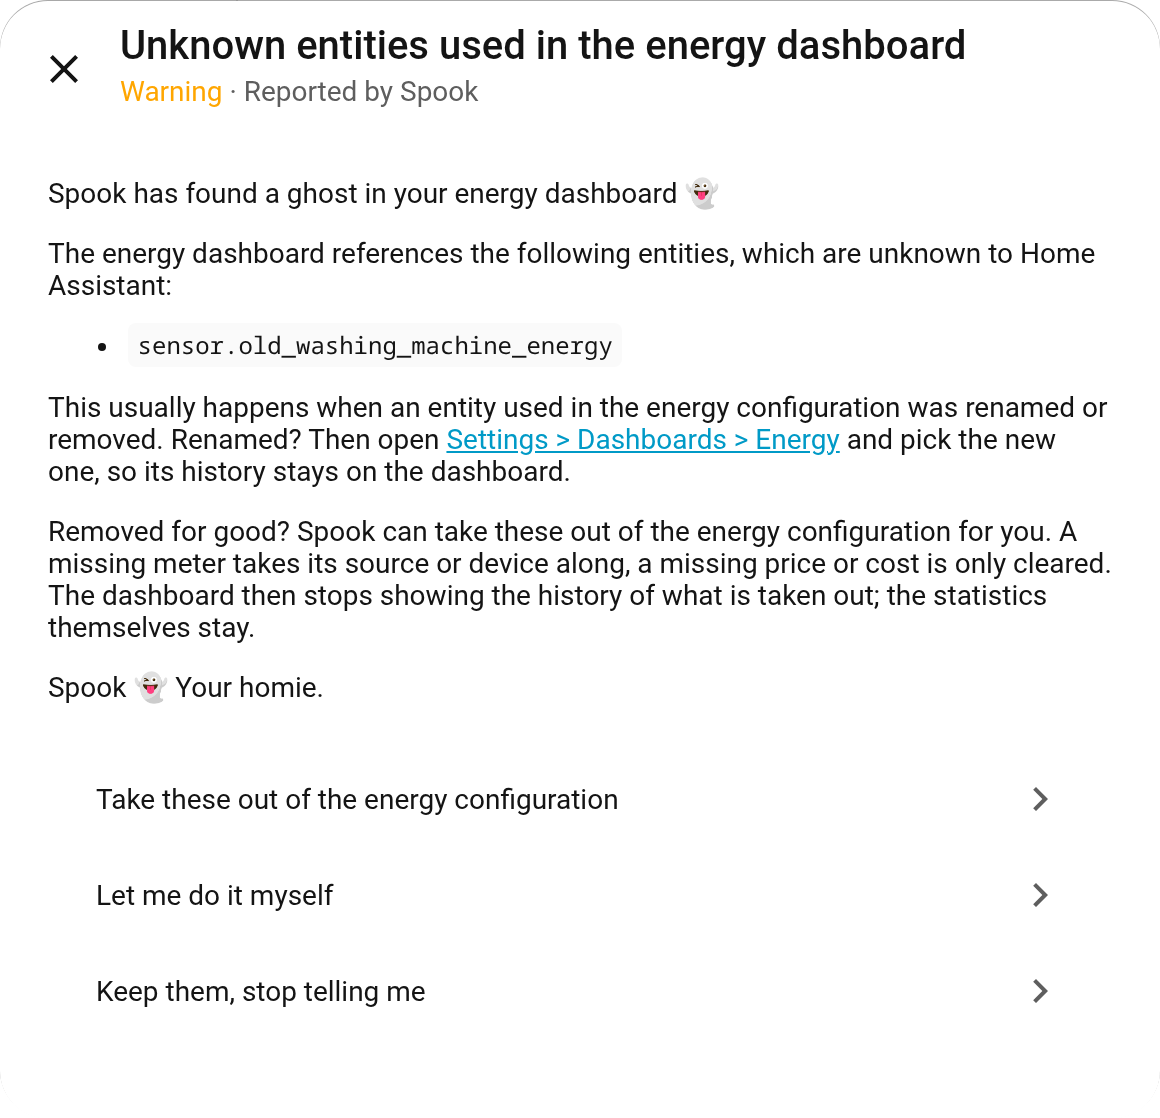 Unknown entities used in the energy dashboard
Warning · Reported by Spook
Spook has found a ghost in your energy dashboard 👻
The energy dashboard references the following entities, which are unknown to Home
Assistant:
• sensor.old_washing_machine_energy
This usually happens when an entity used in the energy configuration was renamed or
removed. Renamed? Then open Settings > Dashboards > Energy and pick the new
one, so its history stays on the dashboard.
Removed for good? Spook can take these out of the energy configuration for you. A
missing meter takes its source or device along, a missing price or cost is only cleared.
The dashboard then stops showing the history of what is taken out; the statistics
themselves stay.
Spook 👻 Your homie.
Take these out of the energy configuration
Let me do it myself
Keep them, stop telling me